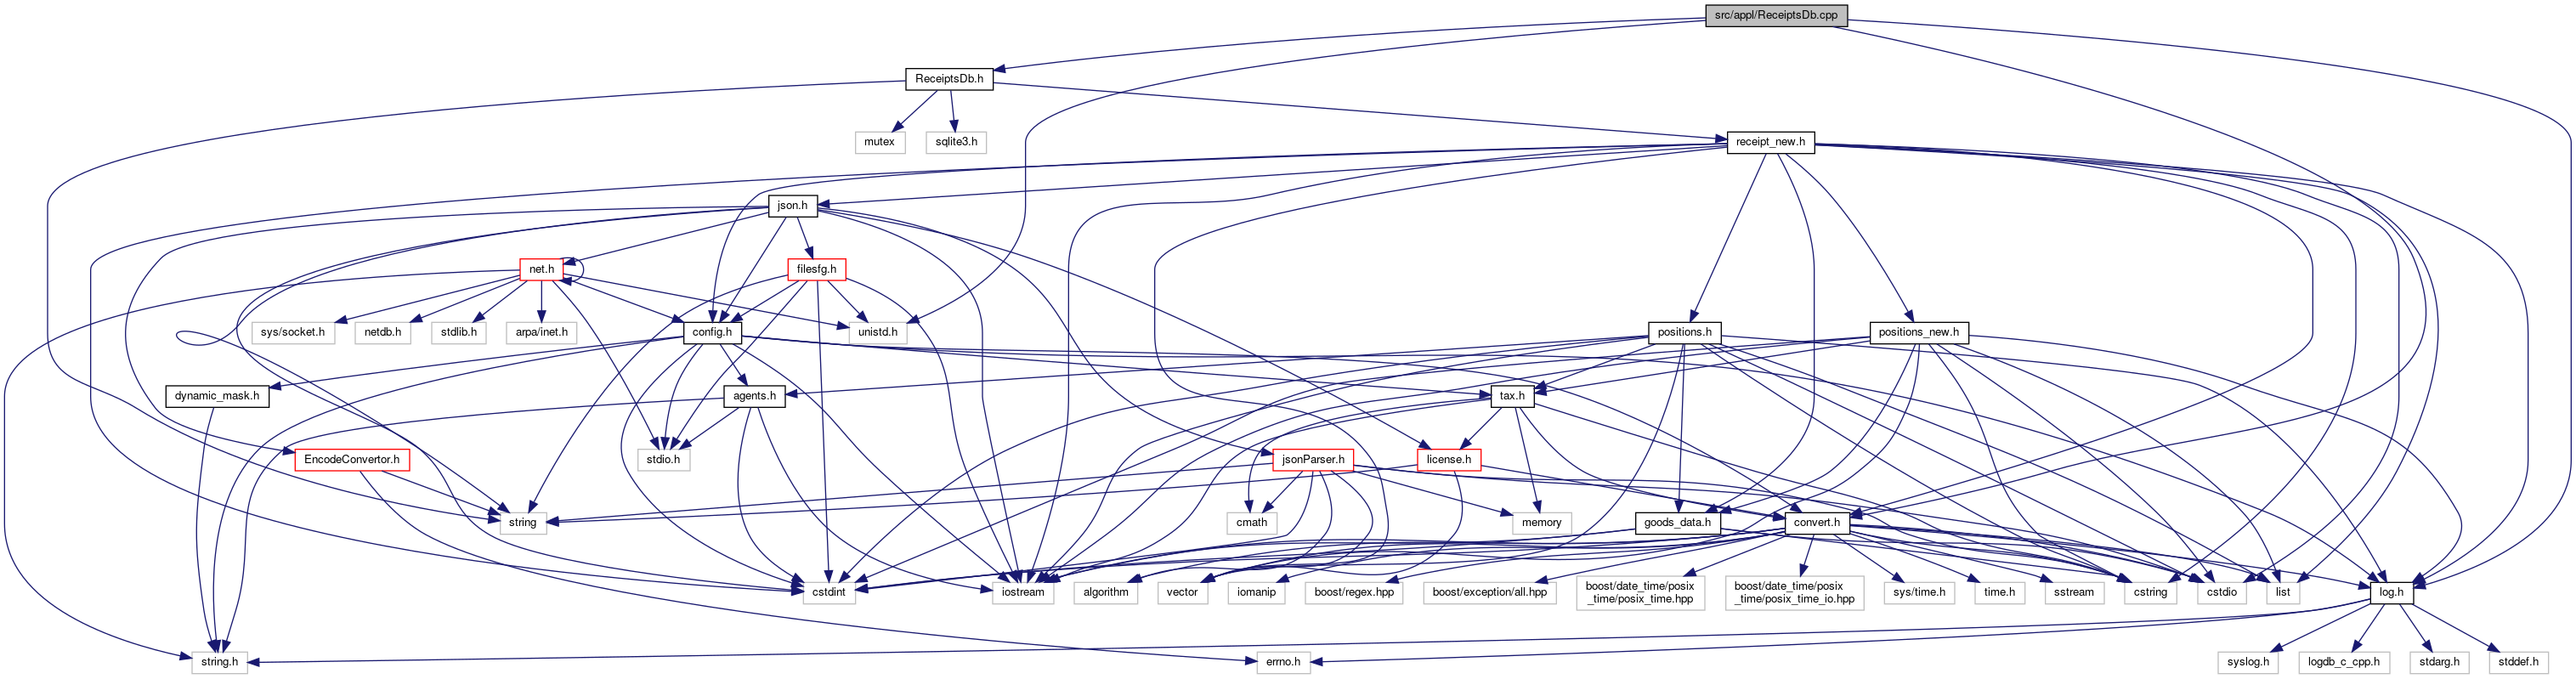 src/appl/ReceiptsDb.cpp
ReceiptsDb.h
mutex
sqlite3.h
receipt_new.h
json.h
net.h
filesfg.h
sys/socket.h
netdb.h
stdlib.h
arpa/inet.h
config.h
unistd.h
positions.h
positions_new.h
dynamic_mask.h
agents.h
tax.h
EncodeConvertor.h
stdio.h
jsonParser.h
license.h
string
cmath
memory
goods_data.h
convert.h
cstdint
iostream
algorithm
vector
iomanip
boost/regex.hpp
boost/exception/all.hpp
boost/date_time/posix
_time/posix_time.hpp
boost/date_time/posix
_time/posix_time_io.hpp
sys/time.h
time.h
sstream
cstring
cstdio
list
log.h
string.h
errno.h
syslog.h
logdb_c_cpp.h
stdarg.h
stddef.h